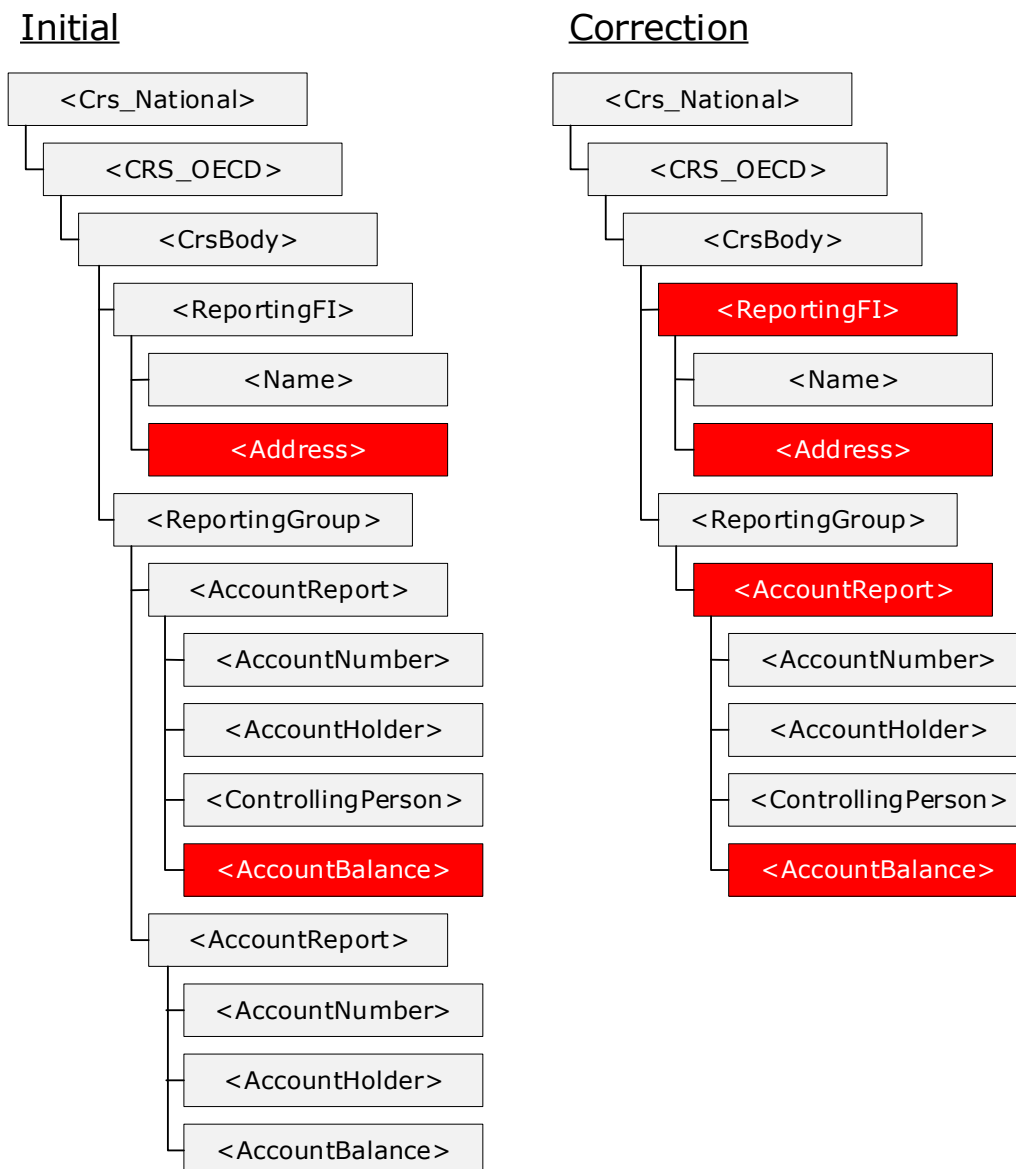 Initial
<Crs_National>
<CRS_OECD>
<CrsBody>
<ReportingFI>
<Name>
<Address>
<ReportingGroup>
<AccountReport>
<AccountNumber>
<AccountHolder>
<ControllingPerson>
<AccountBalance>
<AccountReport>
<AccountNumber>
<AccountHolder>
<AccountBalance>
Correction
<Crs_National>
<CRS_OECD>
<CrsBody>
<ReportingFI>
<Name>
<Address>
<ReportingGroup>
<AccountReport>
<AccountNumber>
<AccountHolder>
<ControllingPerson>
<AccountBalance>